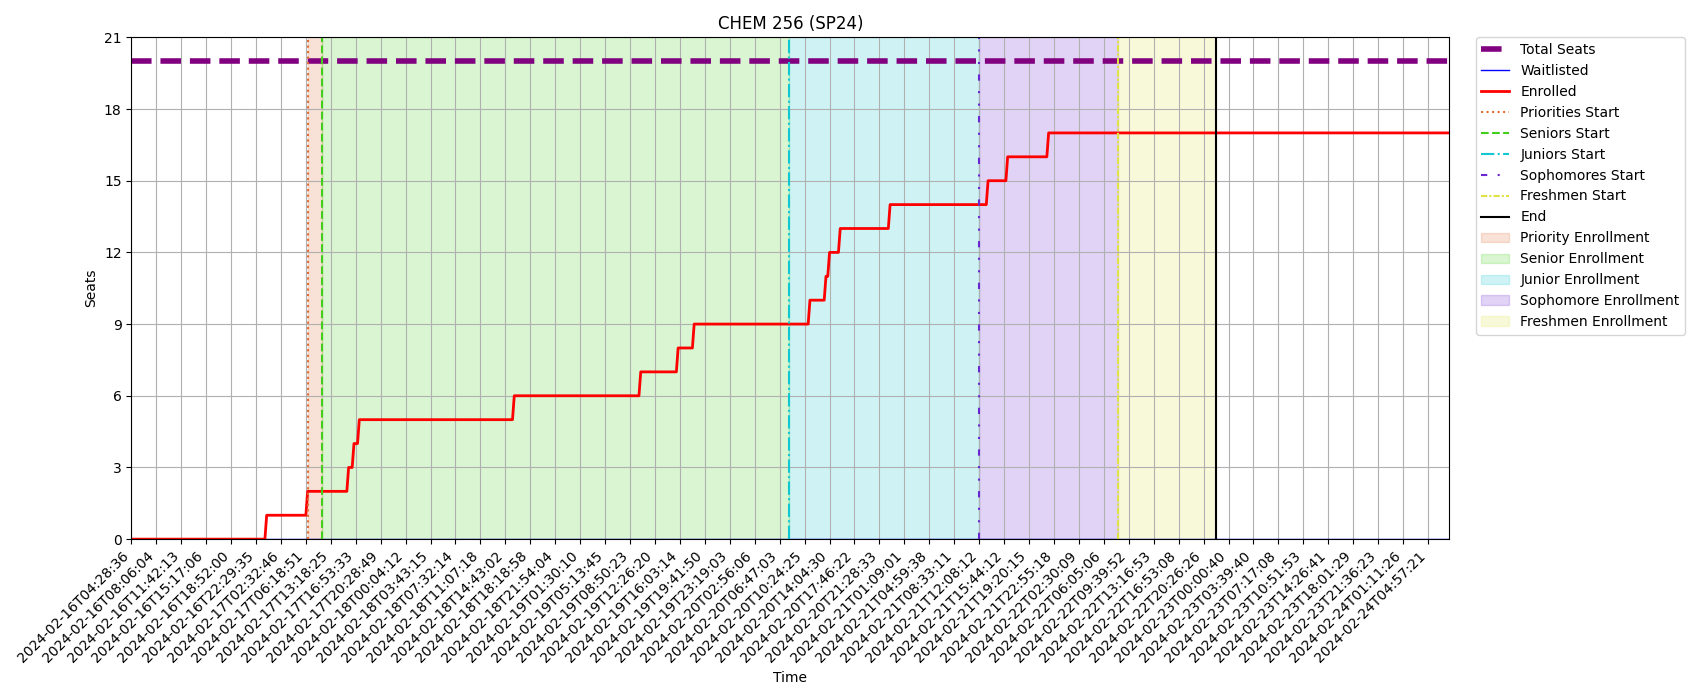 CHEM 256 (SP24)
21
18
15
12
9
6
3
0
Seats
2024-02-16T04:28:36
2024-02-16T08:06:04
2024-02-16T11:42:13
2024-02-16T15:17:06
2024-02-16T18:52:00
2024-02-16T22:29:35
2024-02-17T02:32:46
2024-02-17T06:18:51
2024-02-17T13:18:25
2024-02-17T16:53:33
2024-02-17T20:28:49
2024-02-18T00:04:12
2024-02-18T03:43:15
2024-02-18T07:32:14
2024-02-18T11:07:18
2024-02-18T14:43:02
2024-02-18T18:18:58
2024-02-18T21:54:04
2024-02-19T01:30:10
2024-02-19T05:13:45
2024-02-19T08:50:23
2024-02-19T12:26:20
2024-02-19T16:03:14
2024-02-19T19:41:50
2024-02-19T23:19:03
2024-02-20T02:56:06
2024-02-20T06:47:03
2024-02-20T10:24:25
2024-02-20T14:04:30
2024-02-20T17:46:22
2024-02-20T21:28:33
2024-02-21T01:09:01
2024-02-21T04:59:38
2024-02-21T08:33:11
2024-02-21T12:08:12
2024-02-21T15:44:12
2024-02-21T19:20:15
2024-02-21T22:55:18
2024-02-22T02:30:09
2024-02-22T06:05:06
2024-02-22T09:39:52
2024-02-22T13:16:53
2024-02-22T16:53:08
2024-02-22T20:26:26
2024-02-23T00:00:40
2024-02-23T03:39:40
2024-02-23T07:17:08
2024-02-23T10:51:53
2024-02-23T14:26:41
2024-02-23T18:01:29
2024-02-23T21:36:23
2024-02-24T01:11:26
2024-02-24T04:57:21
Time
Total Seats
Waitlisted
Enrolled
Priorities Start
Seniors Start
Juniors Start
Sophomores Start
Freshmen Start
End
Priority Enrollment
Senior Enrollment
Junior Enrollment
Sophomore Enrollment
Freshmen Enrollment